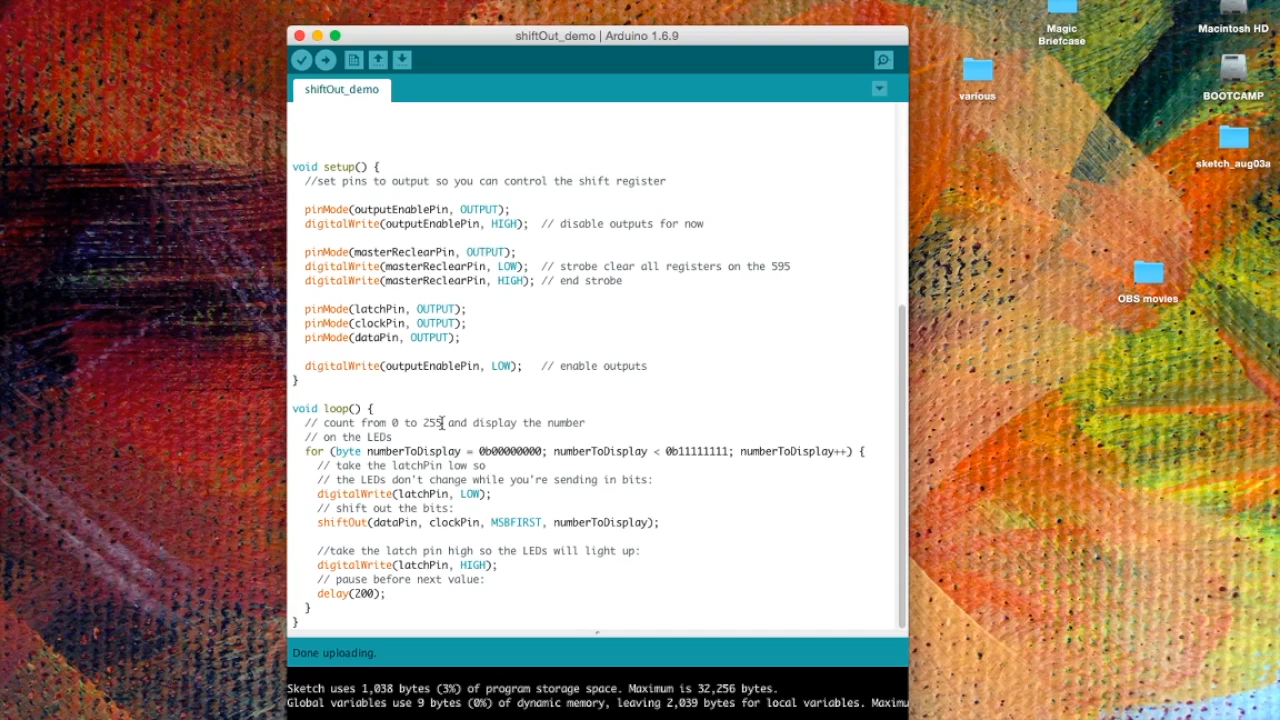 shiftOut_demo | Arduino 1.6.9
shiftOut_demo
void setup() {
//set pins to output so you can control the shift register
pinMode(outputEnablePin, OUTPUT);
digitalWrite(outputEnablePin, HIGH);  // disable outputs for now
pinMode(masterReclearPin, OUTPUT);
digitalWrite(masterReclearPin, LOW);  // strobe clear all registers on the 595
digitalWrite(masterReclearPin, HIGH); // end strobe
pinMode(latchPin, OUTPUT);
pinMode(clockPin, OUTPUT);
pinMode(dataPin, OUTPUT);
digitalWrite(outputEnablePin, LOW);   // enable outputs
}
void loop() {
// count from 0 to 255 and display the number
// on the LEDs
for (byte numberToDisplay = 0b00000000; numberToDisplay < 0b11111111; numberToDisplay++) {
// take the latchPin low so
// the LEDs don't change while you're sending in bits:
digitalWrite(latchPin, LOW);
// shift out the bits:
shiftOut(dataPin, clockPin, MSBFIRST, numberToDisplay);
//take the latch pin high so the LEDs will light up:
digitalWrite(latchPin, HIGH);
// pause before next value:
delay(200);
}
}
Done uploading.
Sketch uses 1,038 bytes (3%) of program storage space. Maximum is 32,256 bytes.
Global variables use 9 bytes (0%) of dynamic memory, leaving 2,039 bytes for local variables. Maximu
Magic
Briefcase
Macintosh HD
various
BOOTCAMP
sketch_aug03a
OBS movies